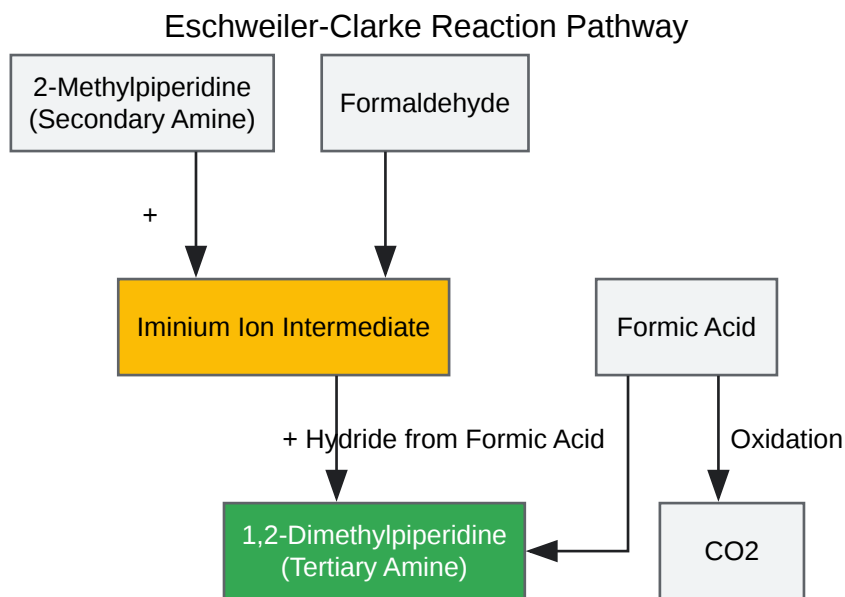 Eschweiler-Clarke Reaction Pathway
2-Methylpiperidine
(Secondary Amine)
Formaldehyde
+
Iminium Ion Intermediate
Formic Acid
+ Hydride from Formic Acid
Oxidation
1,2-Dimethylpiperidine
(Tertiary Amine)
CO2